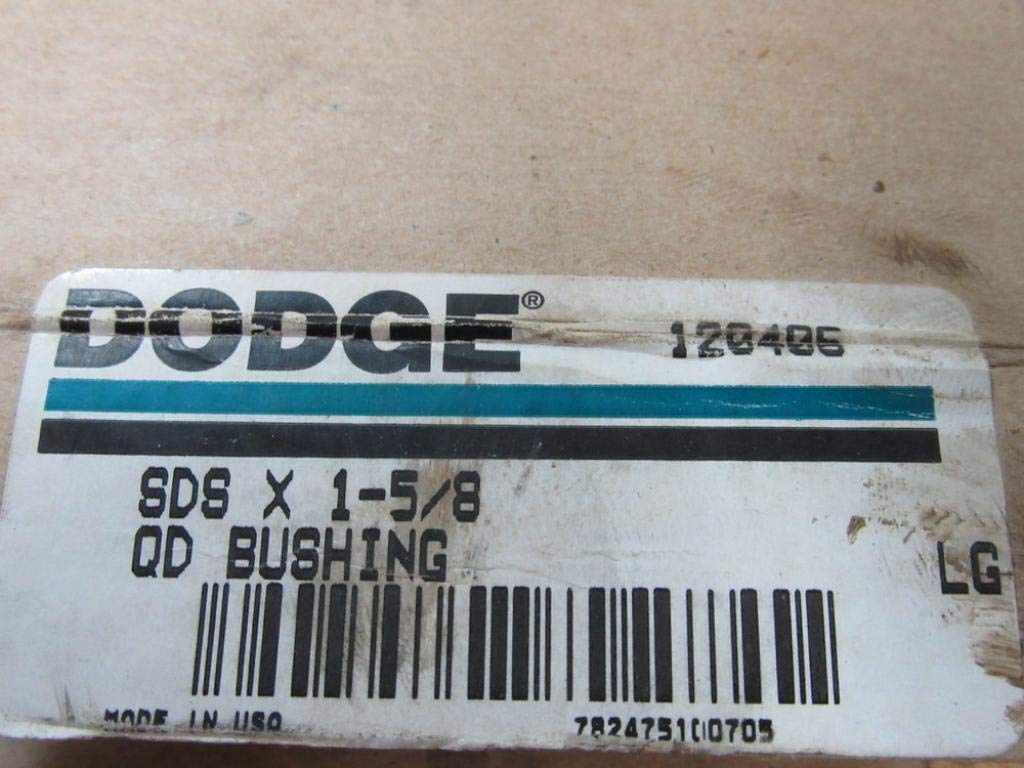 DODGE® 120406
SDS X 1-5/8
QD BUSHING LG
MADE IN USA 782475100705